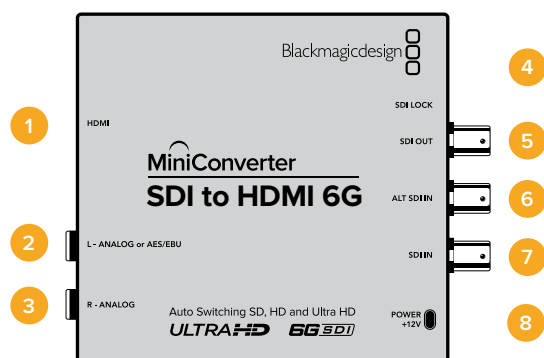 Blackmagicdesign
4
1
HDMI
SDI LOCK
SDI OUT
5
MiniConverter
SDI to HDMI 6G
ALT SDI IN
6
2
L - ANALOG or AES/EBU
SDI IN
7
3
R - ANALOG
Auto Switching SD, HD and Ultra HD
ULTRA HD
6G SDI
POWER
+12V
8